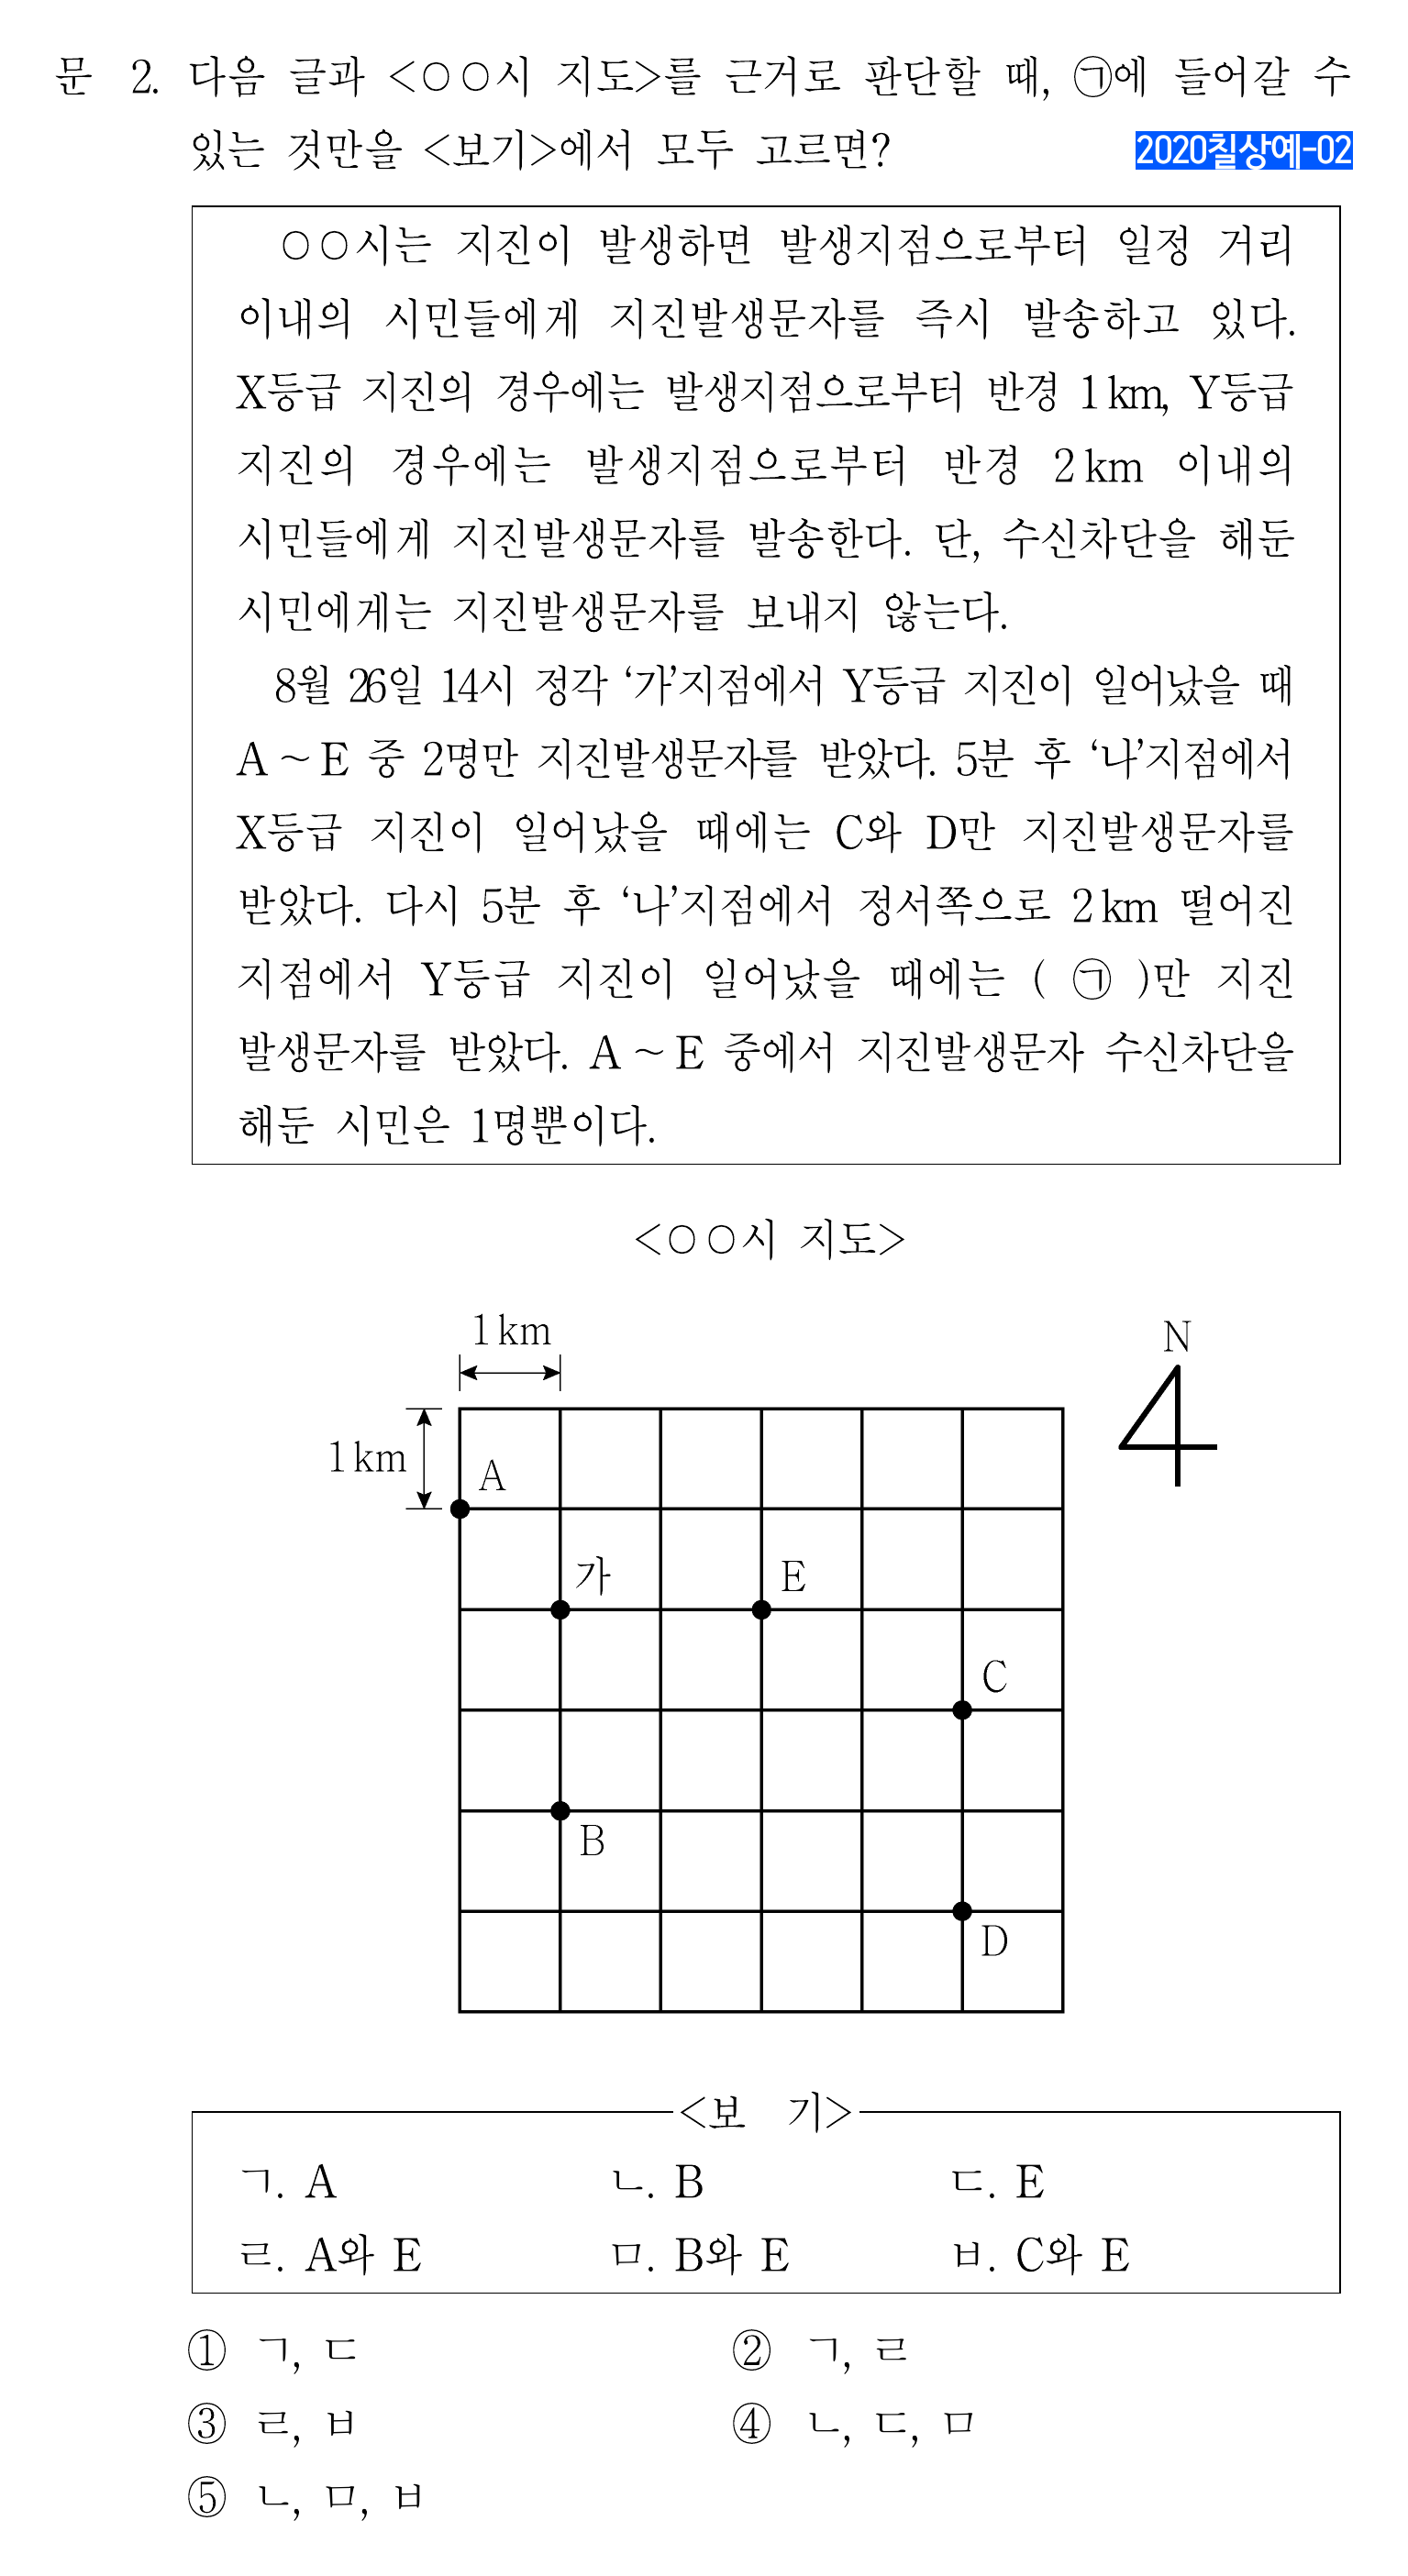 문 2. 다음 글과 <○○시 지도>를 근거로 판단할 때, ㉠에 들어갈 수
있는 것만을 <보기>에서 모두 고르면?
2020칠상예-02
○○시는 지진이 발생하면 발생지점으로부터 일정 거리
이내의 시민들에게 지진발생문자를 즉시 발송하고 있다.
X등급 지진의 경우에는 발생지점으로부터 반경 1km, Y등급
지진의 경우에는 발생지점으로부터 반경 2km 이내의
시민들에게 지진발생문자를 발송한다. 단, 수신차단을 해둔
시민에게는 지진발생문자를 보내지 않는다.
8월 26일 14시 정각 ‘가’지점에서 Y등급 지진이 일어났을 때
A～E 중 2명만 지진발생문자를 받았다. 5분 후 ‘나’지점에서
X등급 지진이 일어났을 때에는 C와 D만 지진발생문자를
받았다. 다시 5분 후 ‘나’지점에서 정서쪽으로 2km 떨어진
지점에서 Y등급 지진이 일어났을 때에는 ( ㉠ )만 지진
발생문자를 받았다. A～E 중에서 지진발생문자 수신차단을
해둔 시민은 1명뿐이다.
<○○시 지도>
1km
N
1km
A
가
E
C
B
D
<보 기>
ㄱ. A ㄴ. B ㄷ. E
ㄹ. A와 E ㅁ. B와 E ㅂ. C와 E
① ㄱ, ㄷ ② ㄱ, ㄹ
③ ㄹ, ㅂ ④ ㄴ, ㄷ, ㅁ
⑤ ㄴ, ㅁ, ㅂ